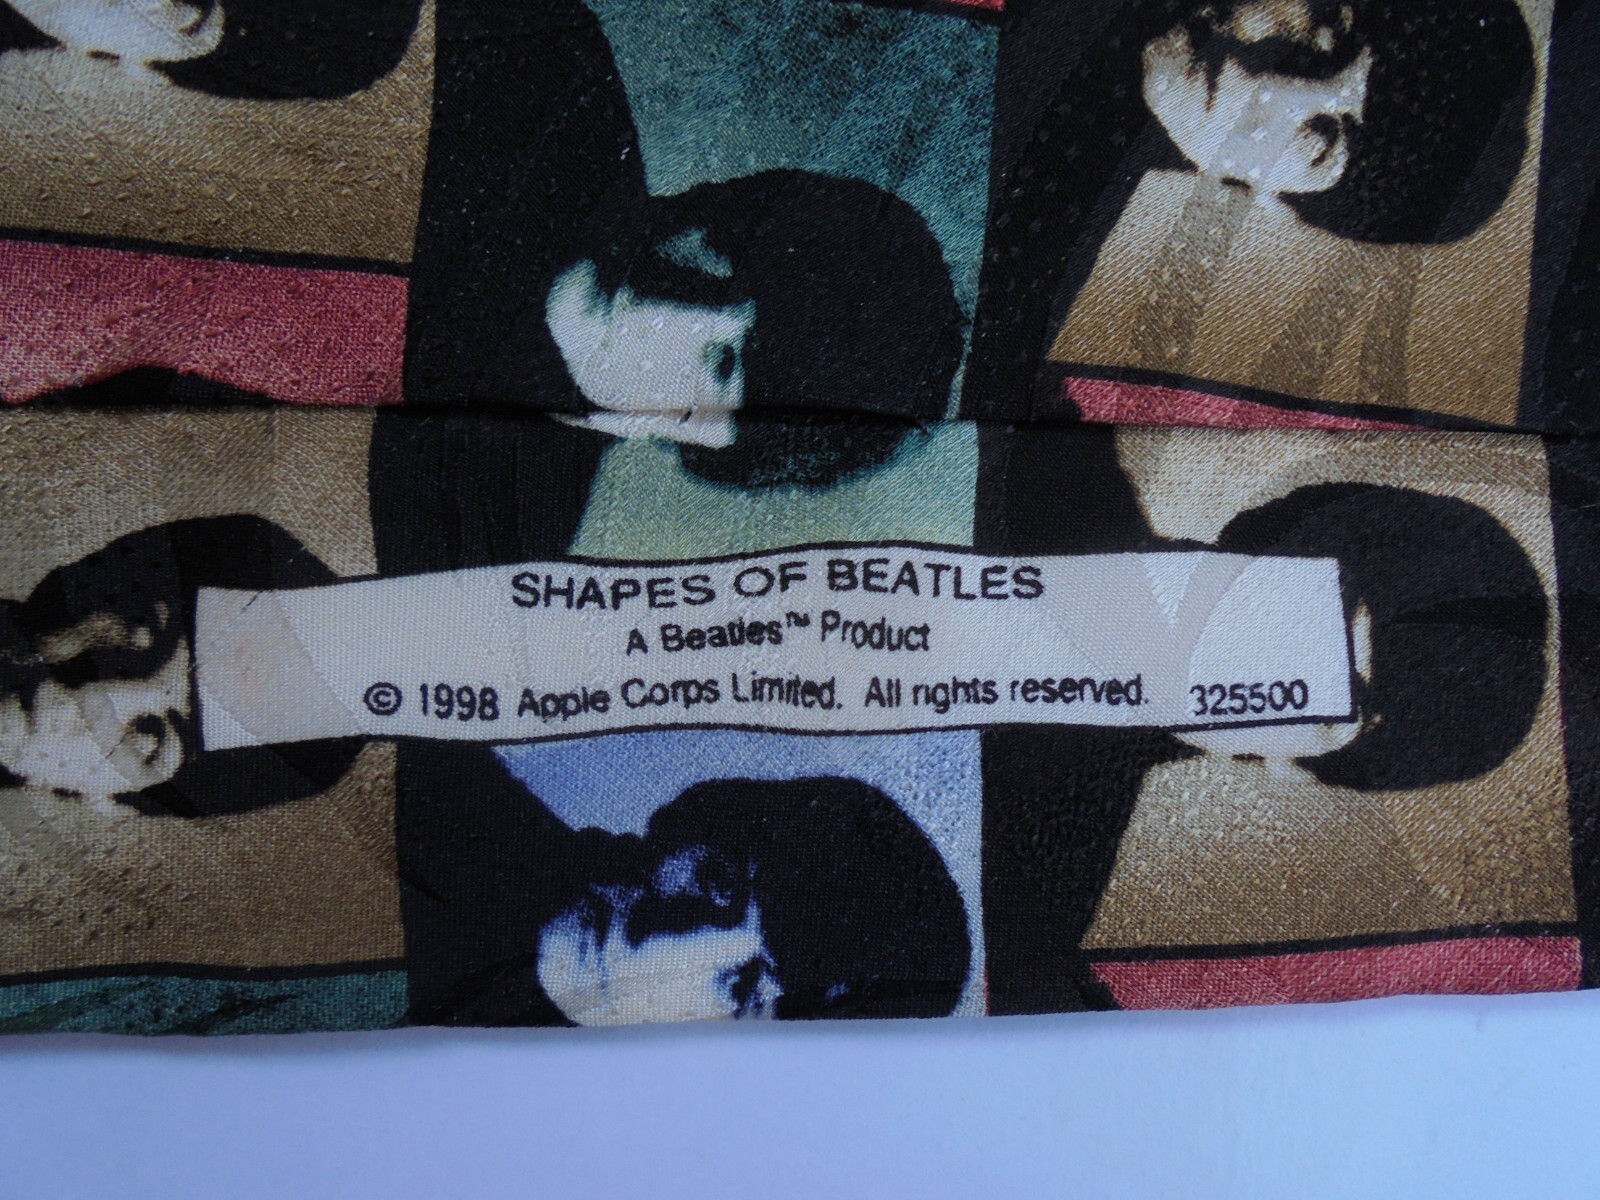 SHAPES OF BEATLES
A Beatles™ Product
© 1998 Apple Corps Limited. All rights reserved. 325500